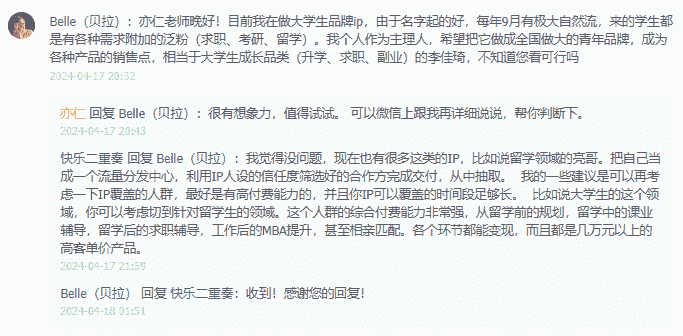 Belle（贝拉）：亦仁老师晚好！目前我在做大学生品牌ip，由于名字起的好，每年9月有极大自然流，来的学生都
是有各种需求附加的泛粉（求职、考研、留学）。我个人作为主理人，希望把它做成全国做大的青年品牌，成为
各种产品的销售点，相当于大学生成长品类（升学、求职、副业）的李佳琦，不知道您看可行吗
2024-04-17 20:32
亦仁 回复 Belle（贝拉）：很有想象力，值得试试。 可以微信上跟我再详细说说，帮你判断下。
2024-04-17 20:43
快乐二重奏 回复 Belle（贝拉）：我觉得没问题，现在也有很多这类的IP，比如说留学领域的亮哥。把自己当
成一个流量分发中心，利用IP人设的信任度筛选好的合作方完成交付，从中抽取。 我的一些建议是可以再考
虑一下IP覆盖的人群，最好是有高付费能力的，并且你IP可以覆盖的时间段足够长。 比如说大学生的这个领
域，你可以考虑切到针对留学生的领域。这个人群的综合付费能力非常强，从留学前的规划，留学中的课业
辅导，留学后的求职辅导，工作后的MBA提升，甚至相亲匹配。各个环节都能变现，而且都是几万元以上的
高客单价产品。
2024-04-17 21:59
Belle（贝拉） 回复 快乐二重奏：收到！感谢您的回复！
2024-04-18 01:51